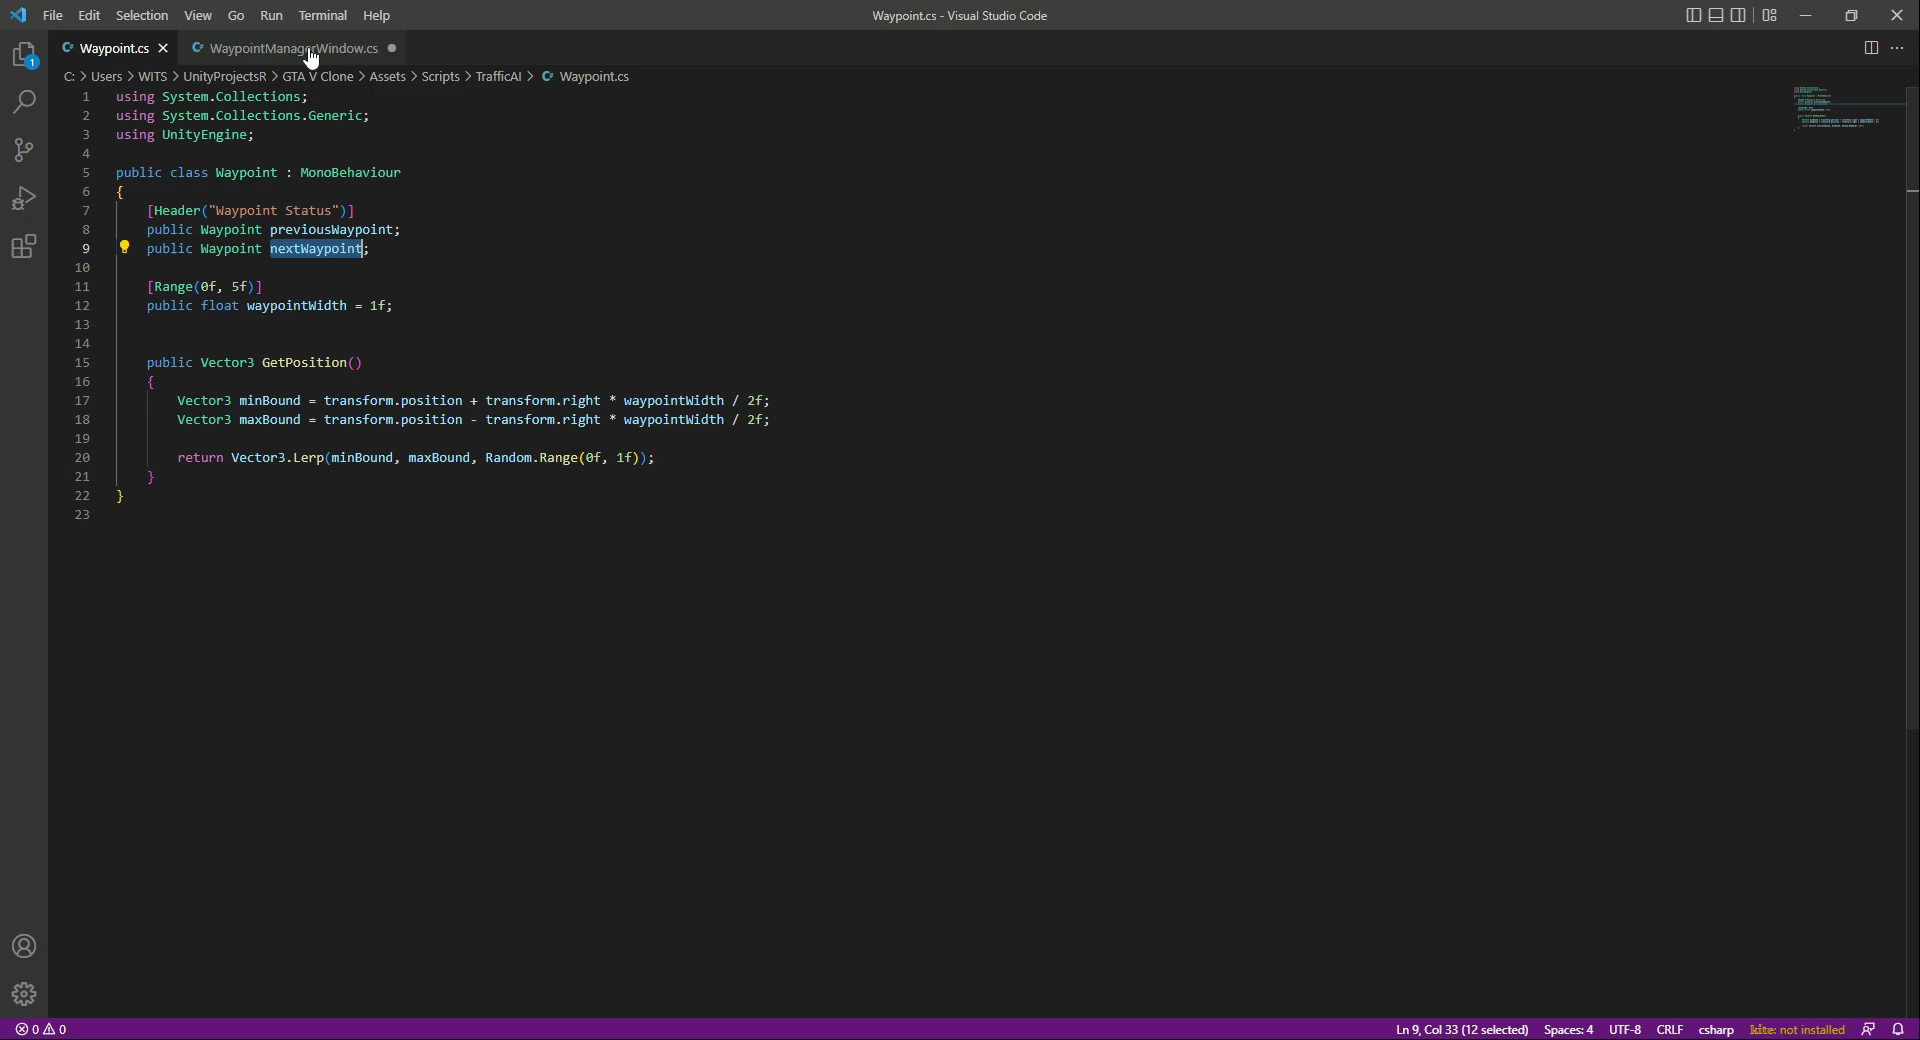 File Edit Selection View Go Run Terminal Help
Waypoint.cs - Visual Studio Code
1
Waypoint.cs
WaypointManagerWindow.cs
C: > Users > WITS > UnityProjectsR > GTA V Clone > Assets > Scripts > TrafficAI > Waypoint.cs
1 using System.Collections;
2 using System.Collections.Generic;
3 using UnityEngine;
4
5 public class Waypoint : MonoBehaviour
6 {
7 [Header("Waypoint Status")]
8 public Waypoint previousWaypoint;
9 public Waypoint nextWaypoint;
10
11 [Range(0f, 5f)]
12 public float waypointWidth = 1f;
13
14
15 public Vector3 GetPosition()
16 {
17 Vector3 minBound = transform.position + transform.right * waypointWidth / 2f;
18 Vector3 maxBound = transform.position - transform.right * waypointWidth / 2f;
19
20 return Vector3.Lerp(minBound, maxBound, Random.Range(0f, 1f));
21 }
22 }
23
0 0 Ln 9, Col 33 (12 selected) Spaces: 4 UTF-8 CRLF csharp kite: not installed